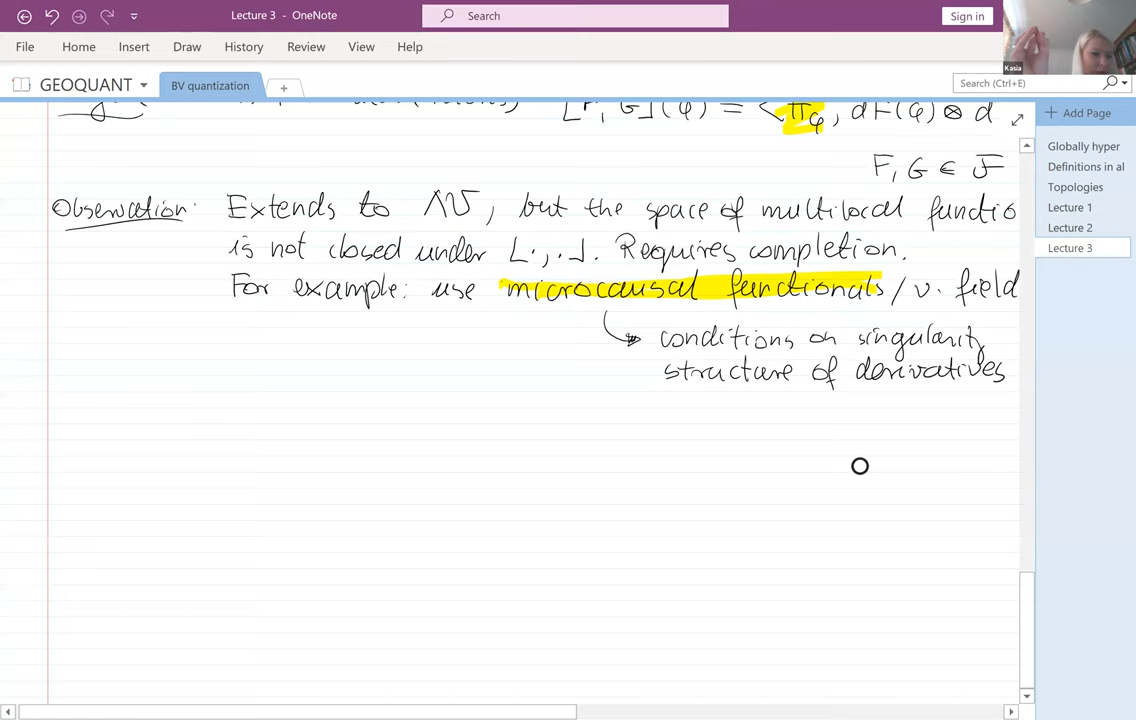 Lecture 3 - OneNote
Search
Sign in
File Home Insert Draw History Review View Help
Kasia
GEOQUANT
BV quantization
Search (Ctrl+E)
Add Page
Globally hyper
Definitions in al
Topologies
Lecture 1
Lecture 2
Lecture 3
F, G ∈ F
Observation: Extends to ΛV, but the space of multilocal functio
is not closed under ⌊·,·⌋. Requires completion.
For example: use microcausal functionals / v. field
conditions on singularity
structure of derivatives